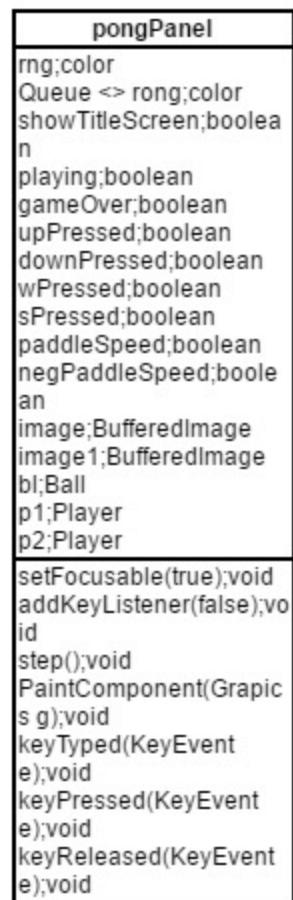 pongPanel
rng;color
Queue <> rong;color
showTitleScreen;boolea
n
playing;boolean
gameOver;boolean
upPressed;boolean
downPressed;boolean
wPressed;boolean
sPressed;boolean
paddleSpeed;boolean
negPaddleSpeed;boole
an
image;BufferedImage
image1;BufferedImage
bl;Ball
p1;Player
p2;Player
setFocusable(true);void
addKeyListener(false);vo
id
step();void
PaintComponent(Grapic
s g);void
keyTyped(KeyEvent
e);void
keyPressed(KeyEvent
e);void
keyReleased(KeyEvent
e);void